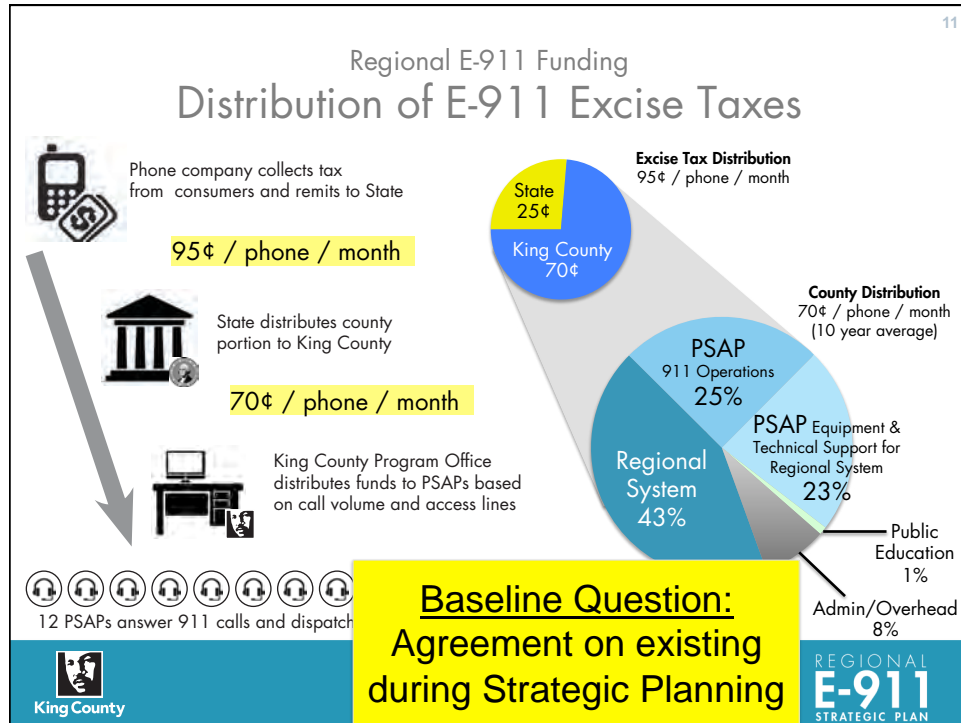 11
Regional E-911 Funding
Distribution of E-911 Excise Taxes
Phone company collects tax
from consumers and remits to State
95¢ / phone / month
State distributes county
portion to King County
70¢ / phone / month
King County Program Office
distributes funds to PSAPs based
on call volume and access lines
12 PSAPs answer 911 calls and dispatch
Excise Tax Distribution
95¢ / phone / month
State
25¢
King County
70¢
County Distribution
70¢ / phone / month
(10 year average)
PSAP
911 Operations
25%
PSAP Equipment &
Technical Support for
Regional System
23%
Regional
System
43%
Public
Education
1%
Admin/Overhead
8%
Baseline Question:
Agreement on existing
during Strategic Planning
King County
REGIONAL
E-911
STRATEGIC PLAN